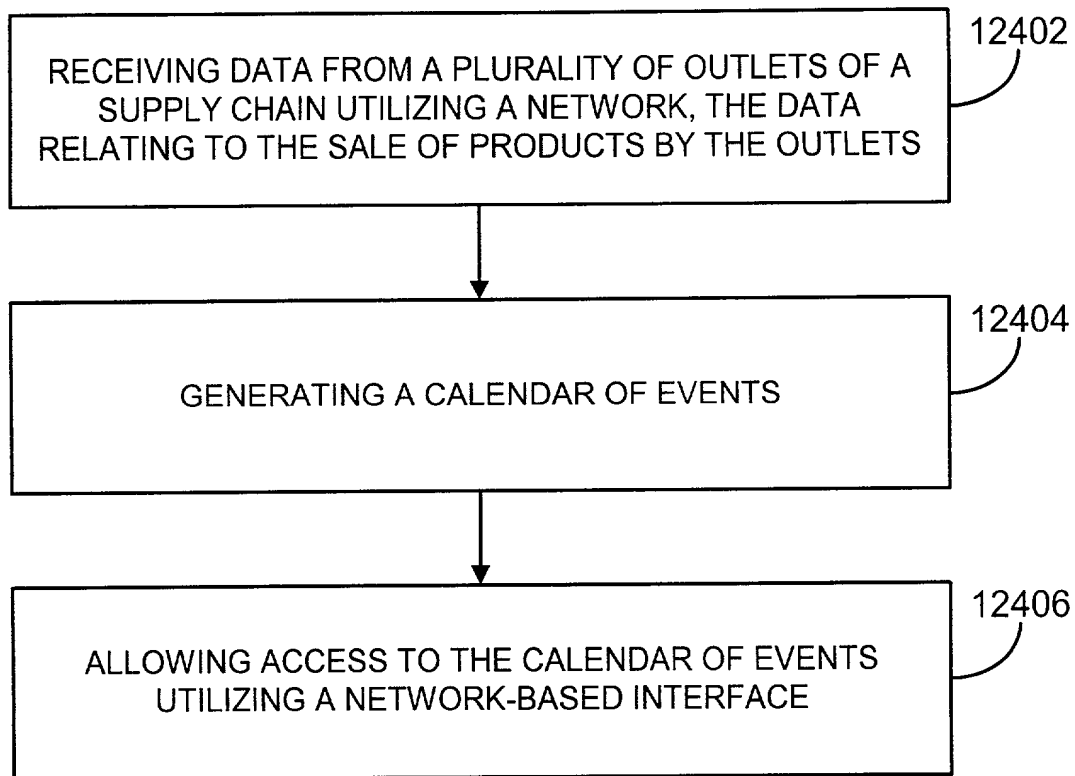 12402
RECEIVING DATA FROM A PLURALITY OF OUTLETS OF A
SUPPLY CHAIN UTILIZING A NETWORK, THE DATA
RELATING TO THE SALE OF PRODUCTS BY THE OUTLETS
12404
GENERATING A CALENDAR OF EVENTS
12406
ALLOWING ACCESS TO THE CALENDAR OF EVENTS
UTILIZING A NETWORK-BASED INTERFACE